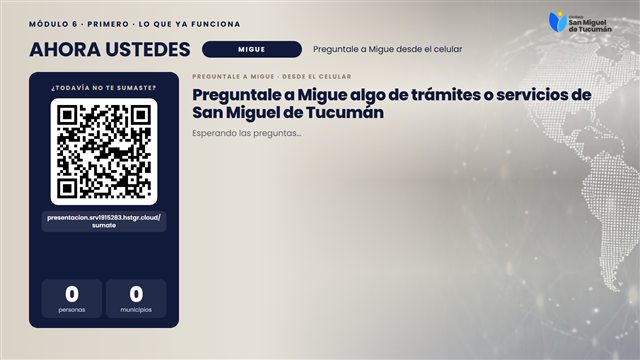 MÓDULO 6 · PRIMERO · LO QUE YA FUNCIONA
CIUDAD
San Miguel
de Tucumán
AHORA USTEDES
MIGUE
Preguntale a Migue desde el celular
¿TODAVÍA NO TE SUMASTE?
presentacion.srv1915283.hstgr.cloud/
sumate
0
personas
0
municipios
PREGUNTALE A MIGUE · DESDE EL CELULAR
Preguntale a Migue algo de trámites o servicios de
San Miguel de Tucumán
Esperando las preguntas...